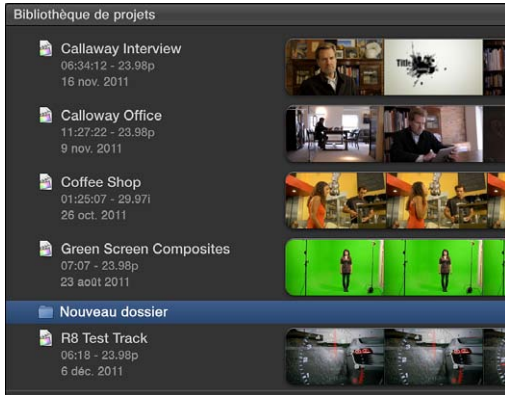 Bibliothèque de projets
Callaway Interview
06:34:12 - 23.98p
16 nov. 2011
Title
Calloway Office
11:27:22 - 23.98p
9 nov. 2011
Coffee Shop
01:25:07 - 29.97i
26 oct. 2011
Green Screen Composites
07:07 - 23.98p
23 août 2011
Nouveau dossier
R8 Test Track
06:18 - 23.98p
6 déc. 2011